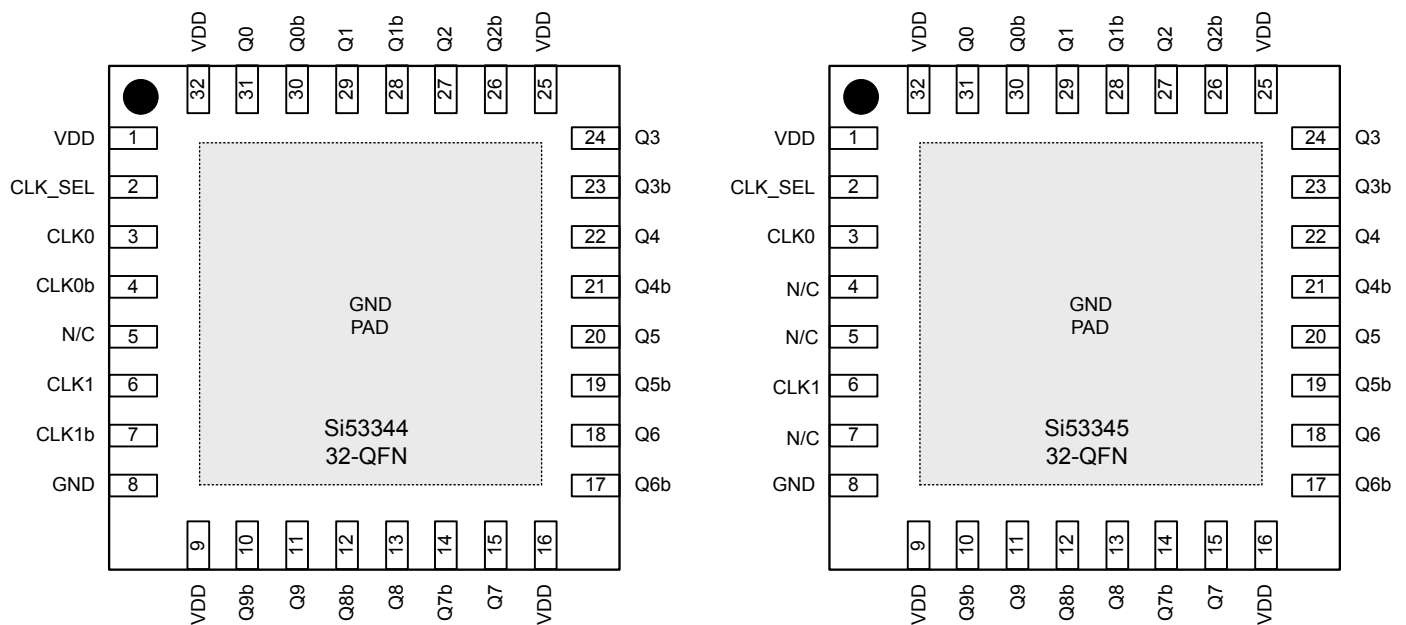 VDD Q0 Q0b Q1 Q1b Q2 Q2b VDD
32 31 30 29 28 27 26 25
VDD 1 24 Q3
CLK_SEL 2 23 Q3b
CLK0 3 22 Q4
CLK0b 4 21 Q4b
N/C 5 20 Q5
CLK1 6 19 Q5b
CLK1b 7 18 Q6
GND 8 17 Q6b
GND
PAD
Si53344
32-QFN
9 10 11 12 13 14 15 16
VDD Q9b Q9 Q8b Q8 Q7b Q7 VDD
VDD Q0 Q0b Q1 Q1b Q2 Q2b VDD
32 31 30 29 28 27 26 25
VDD 1 24 Q3
CLK_SEL 2 23 Q3b
CLK0 3 22 Q4
N/C 4 21 Q4b
N/C 5 20 Q5
CLK1 6 19 Q5b
N/C 7 18 Q6
GND 8 17 Q6b
GND
PAD
Si53345
32-QFN
9 10 11 12 13 14 15 16
VDD Q9b Q9 Q8b Q8 Q7b Q7 VDD